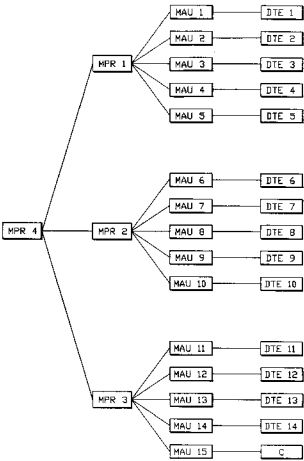 MAU 1 DTE 1
MAU 2 DTE 2
MPR 1 MAU 3 DTE 3
MAU 4 DTE 4
MAU 5 DTE 5
MAU 6 DTE 6
MAU 7 DTE 7
MPR 4 MPR 2 MAU 8 DTE 8
MAU 9 DTE 9
MAU 10 DTE 10
MAU 11 DTE 11
MAU 12 DTE 12
MPR 3 MAU 13 DTE 13
MAU 14 DTE 14
MAU 15 C